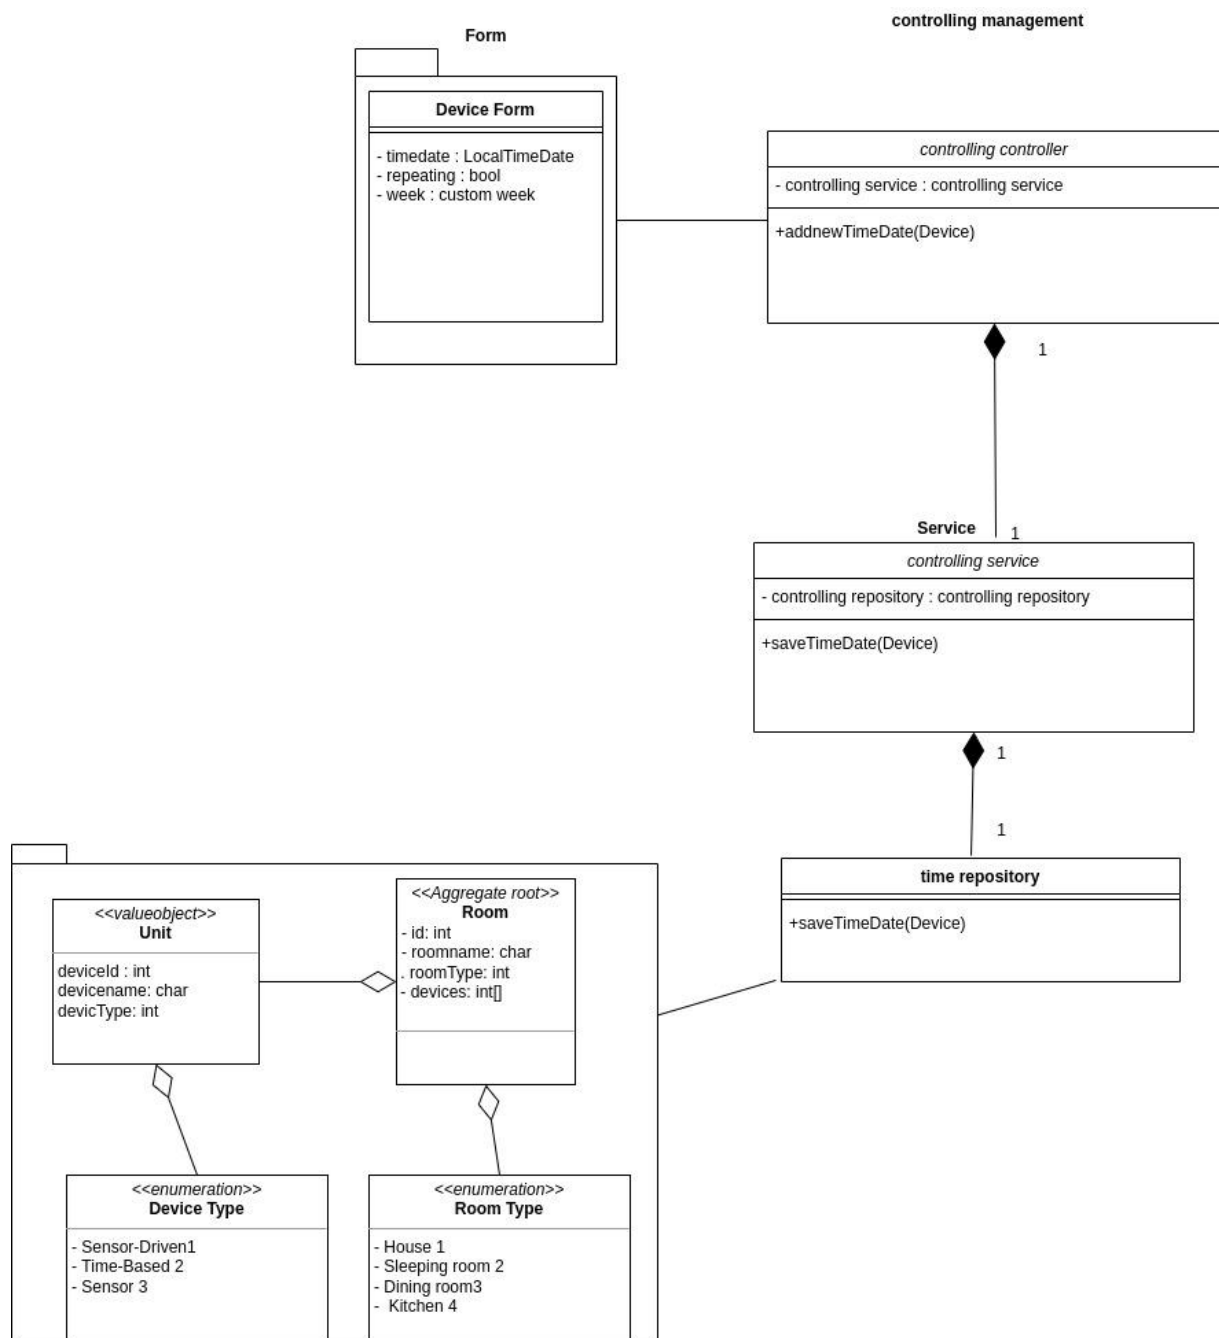 controlling management
Form
Device Form
- timedate : LocalTimeDate
- repeating : bool
- week : custom week
controlling controller
- controlling service : controlling service
+addnewTimeDate(Device)
1
1
Service
controlling service
- controlling repository : controlling repository
+saveTimeDate(Device)
1
1
time repository
+saveTimeDate(Device)
<<valueobject>>
Unit
deviceId : int
devicename: char
devicType: int
<<Aggregate root>>
Room
- id: int
- roomname: char
. roomType: int
- devices: int[]
<<enumeration>>
Device Type
- Sensor-Driven1
- Time-Based 2
- Sensor 3
<<enumeration>>
Room Type
- House 1
- Sleeping room 2
- Dining room3
- Kitchen 4